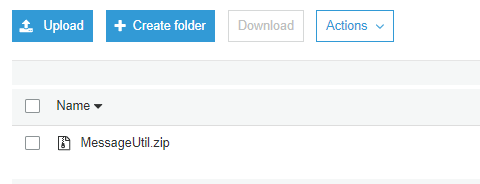 Upload Create folder Download Actions
Name
MessageUtil.zip